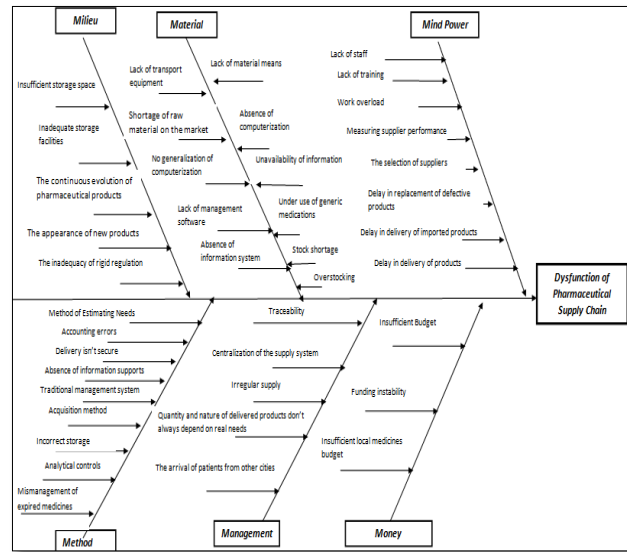 Milieu
Material
Mind Power
Insufficient storage space
Inadequate storage
facilities
The continuous evolution of
pharmaceutical products
The appearance of new products
The inadequacy of rigid regulation
Lack of transport
equipment
Shortage of raw
material on the market
No generalization of
computerization
Lack of management
software
Absence of
information system
Lack of material means
Absence of
computerization
Unavailability of information
Under use of generic
medications
Stock shortage
Overstocking
Lack of staff
Lack of training
Work overload
Measuring supplier performance
The selection of suppliers
Delay in replacement of defective
products
Delay in delivery of imported products
Delay in delivery of products
Dysfunction of
Pharmaceutical
Supply Chain
Method of Estimating Needs
Accounting errors
Delivery isn't secure
Absence of information supports
Traditional management system
Acquisition method
Incorrect storage
Analytical controls
Mismanagement of
expired medicines
Traceability
Centralization of the supply system
Irregular supply
Quantity and nature of delivered products don't
always depend on real needs
The arrival of patients from other cities
Insufficient Budget
Funding instability
Insufficient local medicines
budget
Method
Management
Money